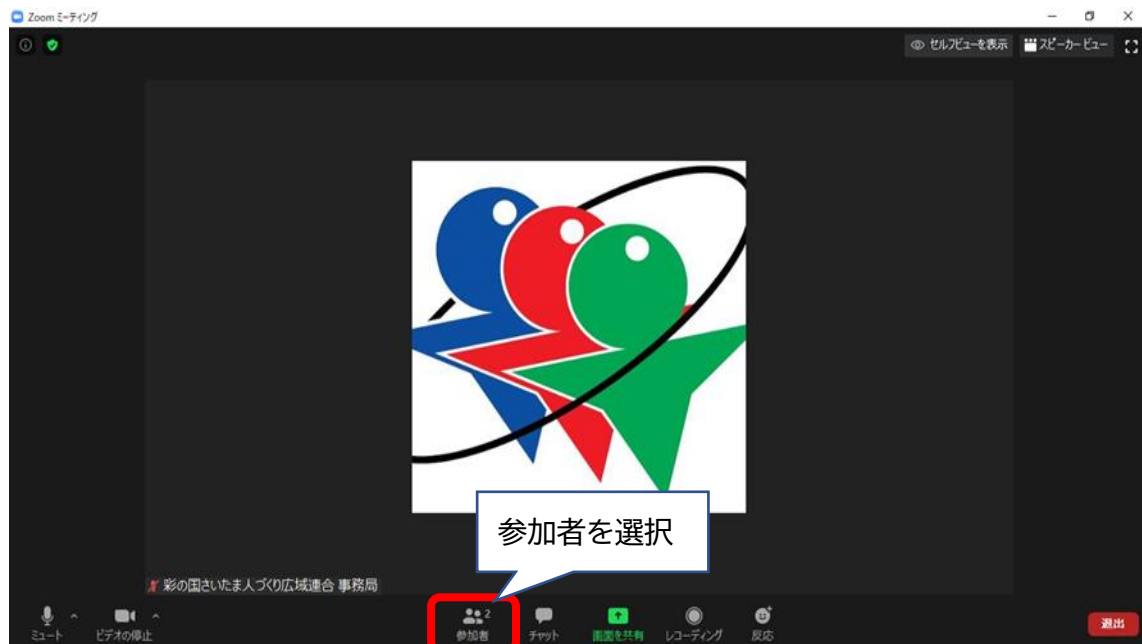 Zoom ミーティング
セルフビューを表示
スピーカー ビュー
参加者を選択
彩の国さいたま人づくり広域連合 事務局
2
ミュート
ビデオの停止
参加者
チャット
画面を共有
レコーディング
反応
退出